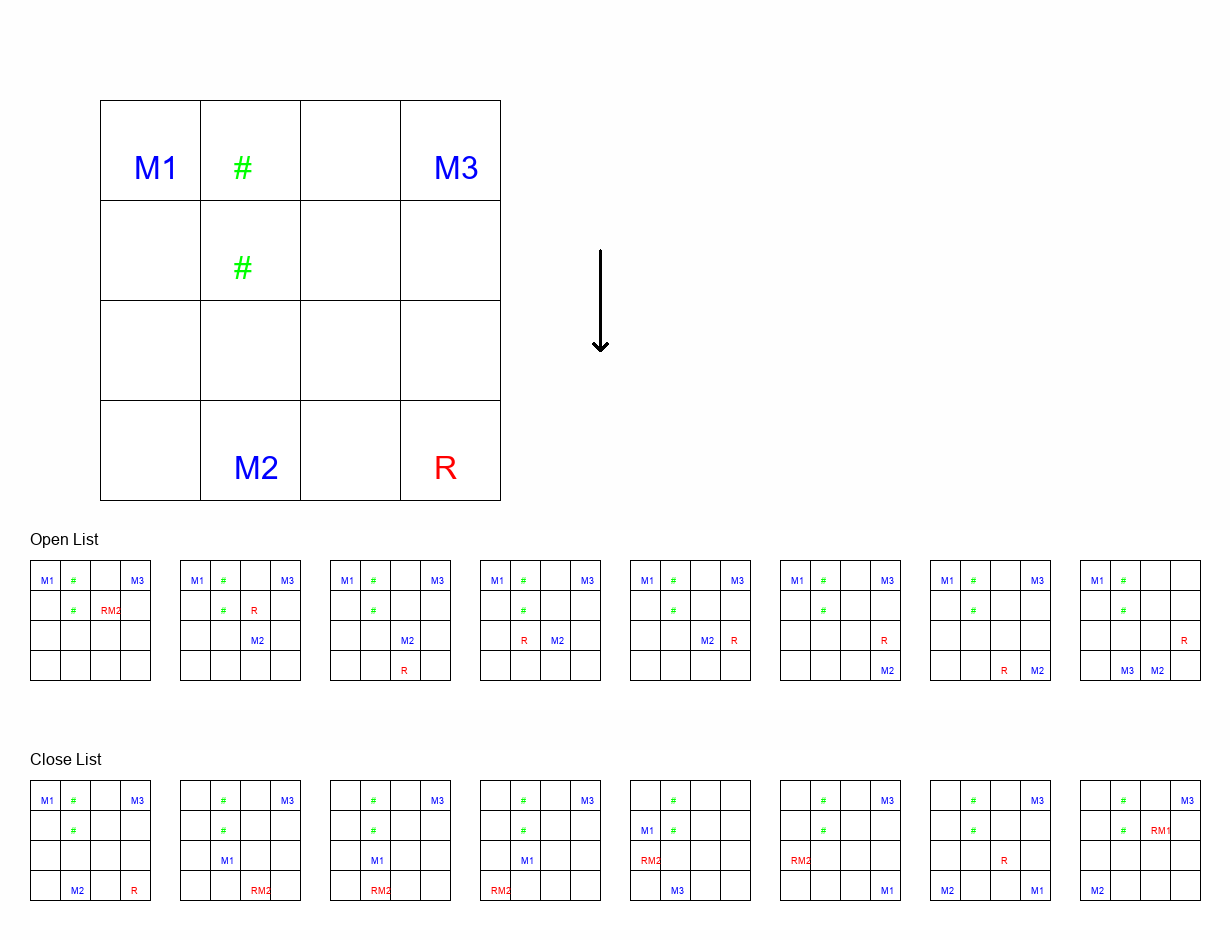 M1 # M3
#
M2 R
Open List
M1 # M3 M1 # M3 M1 # M3 M1 # M3 M1 # M3 M1 # M3 M1 # M3 M1 #
# RM2 # R # # # # # #
M2 M2 R M2 M2 R R R
R M2 R M2 M3 M2
Close List
M1 # M3 # M3 # M3 # M3 # # M3 # M3 # M3
# # # # M1 # # # # RM1
M1 M1 M1 RM2 RM2 R
M2 R RM2 RM2 RM2 M3 M1 M2 M1 M2